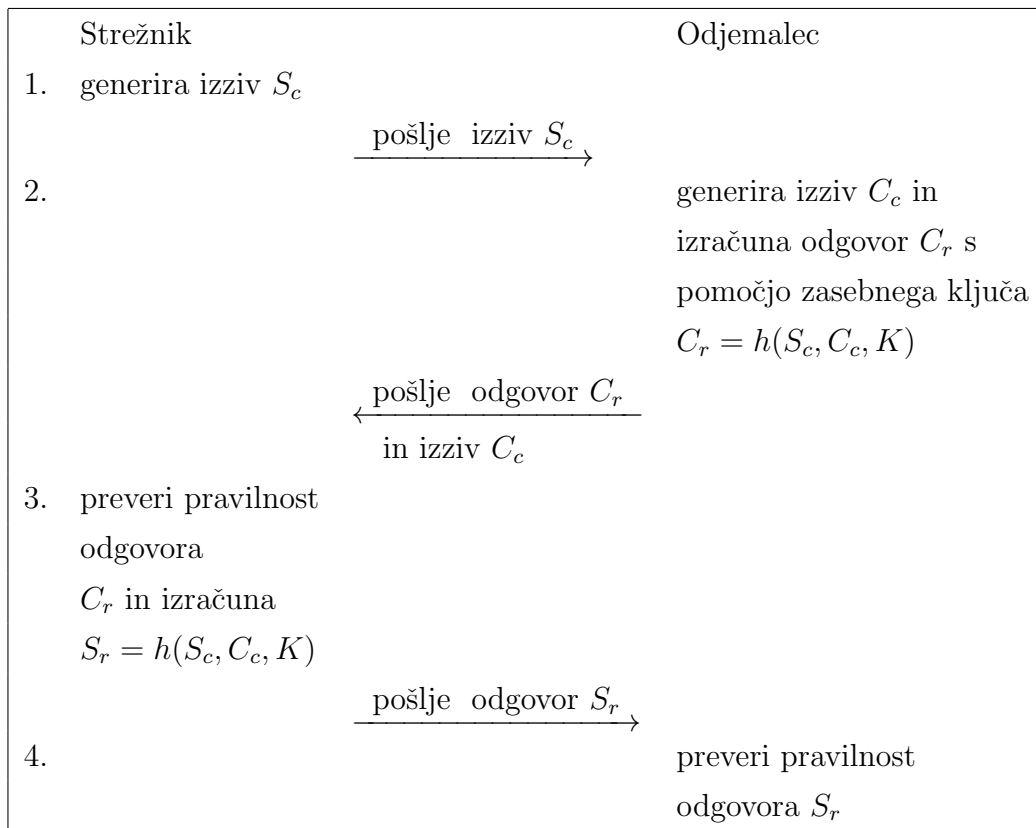 Strežnik Odjemalec
1. generira izziv $S_c$
pošlje izziv $S_c$
2. generira izziv $C_c$ in
izračuna odgovor $C_r$ s
pomočjo zasebnega ključa
$C_r = h(S_c, C_c, K)$
pošlje odgovor $C_r$
in izziv $C_c$
3. preveri pravilnost
odgovora
$C_r$ in izračuna
$S_r = h(S_c, C_c, K)$
pošlje odgovor $S_r$
4. preveri pravilnost
odgovora $S_r$